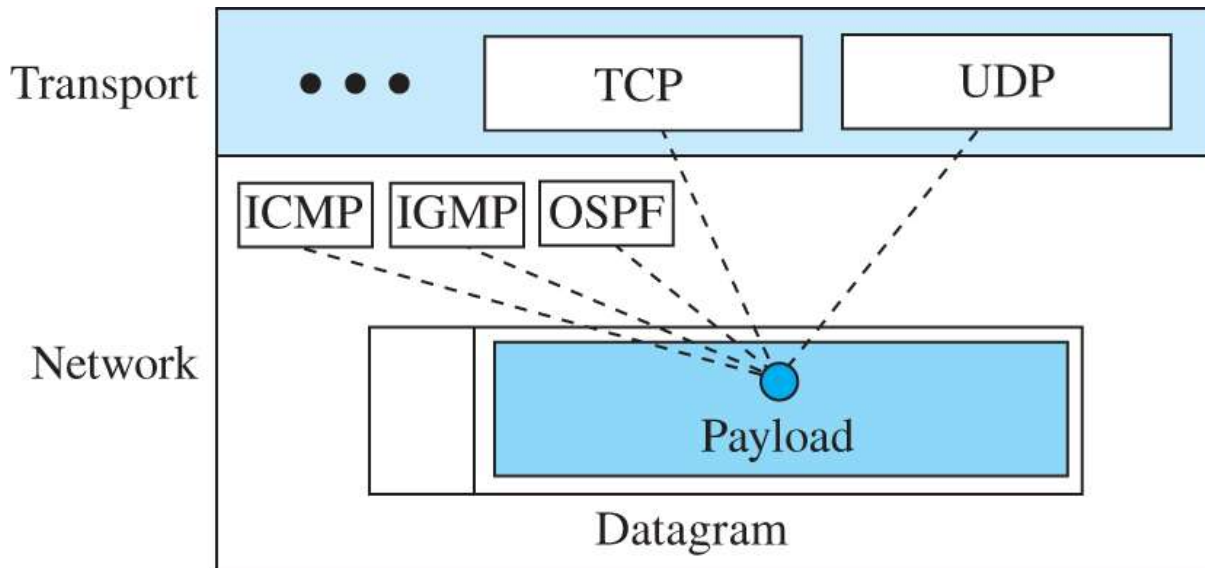 Transport
TCP
UDP
ICMP
IGMP
OSPF
Network
Payload
Datagram